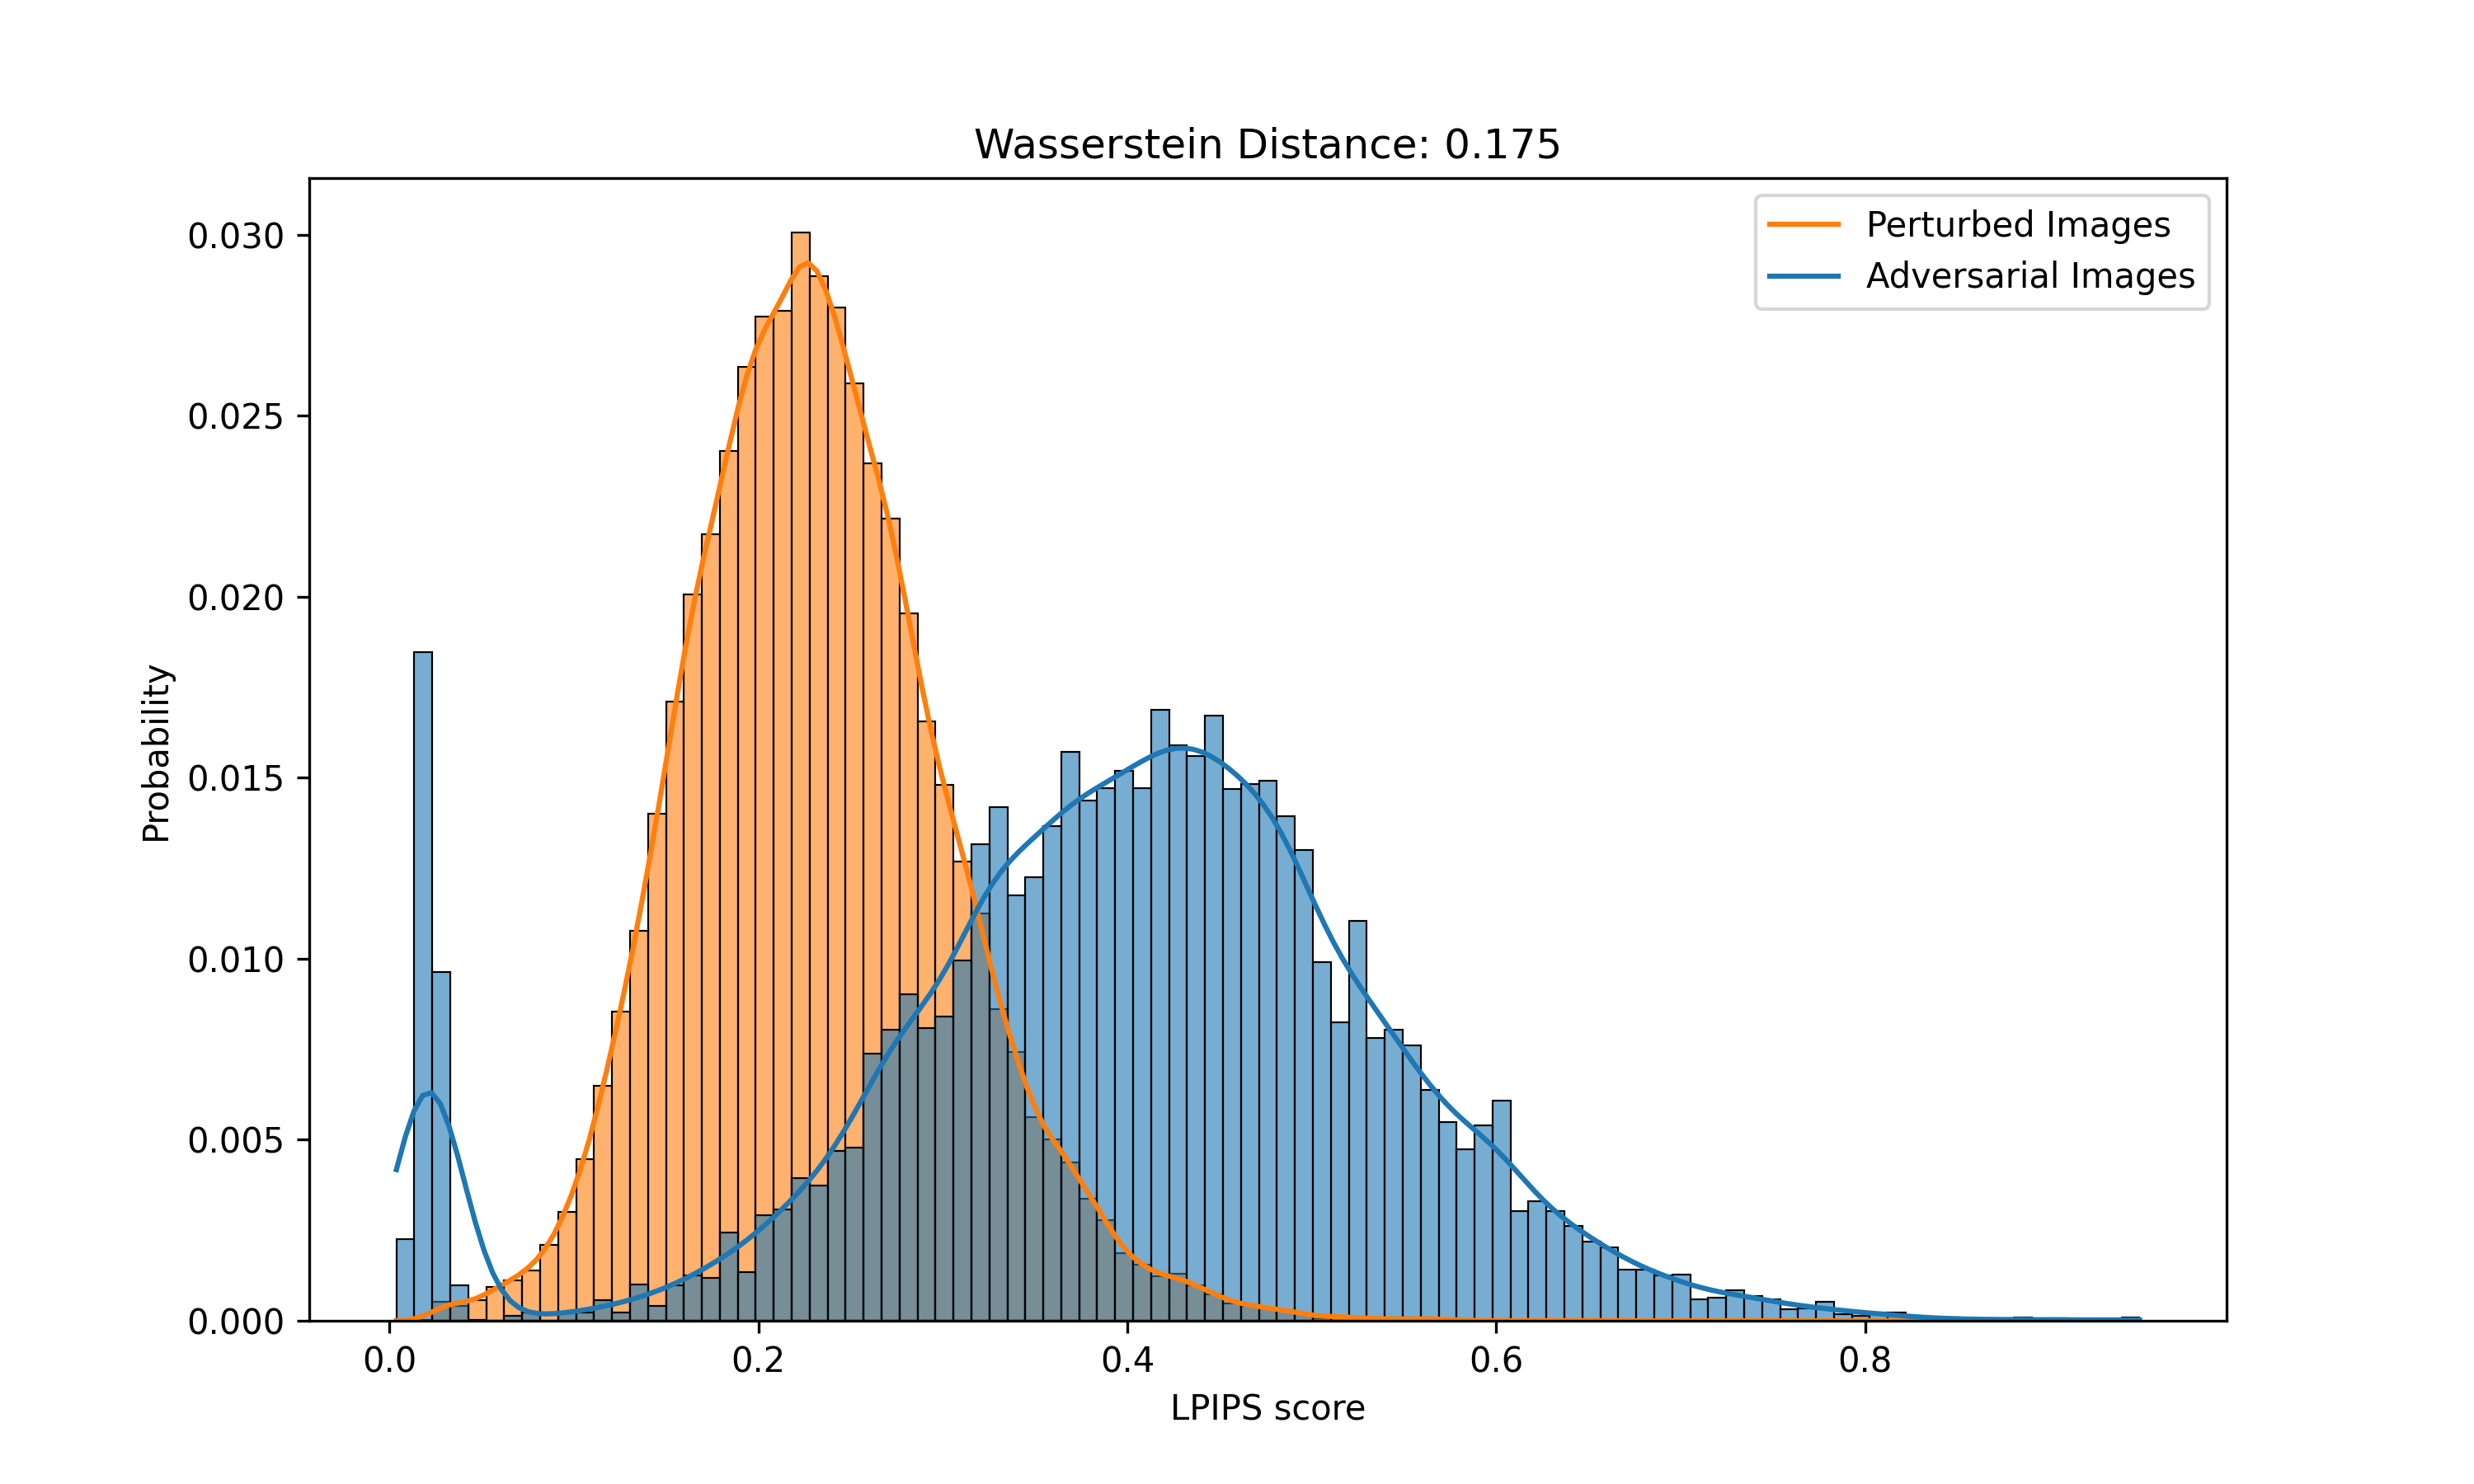 Wasserstein Distance: 0.175
Perturbed Images
Adversarial Images
Probability
0.030
0.025
0.020
0.015
0.010
0.005
0.000
0.0 0.2 0.4 0.6 0.8
LPIPS score